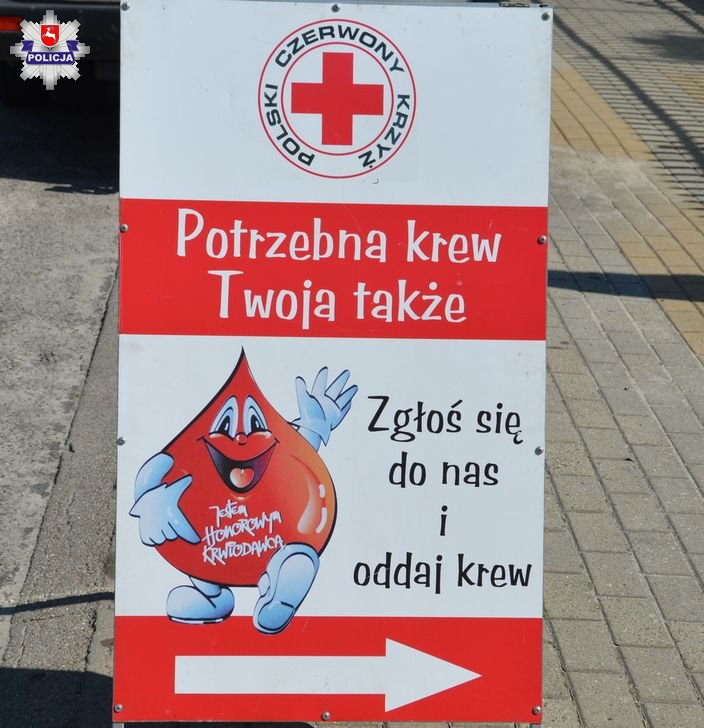 POLICJA
POLSKI CZERWONY KRZYŻ
Potrzebna krew
Twoja także
Zgłoś się
do nas
i
oddaj krew
Jestem
Honorowym
Krwiodawcą